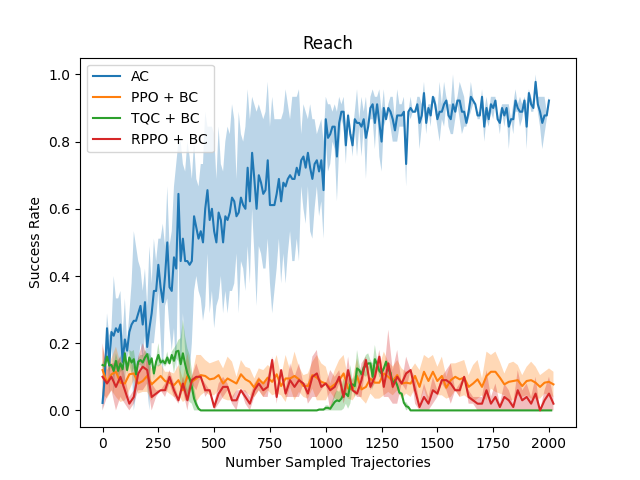 Reach
AC
PPO + BC
TQC + BC
RPPO + BC
Success Rate
1.0
0.8
0.6
0.4
0.2
0.0
0 250 500 750 1000 1250 1500 1750 2000
Number Sampled Trajectories